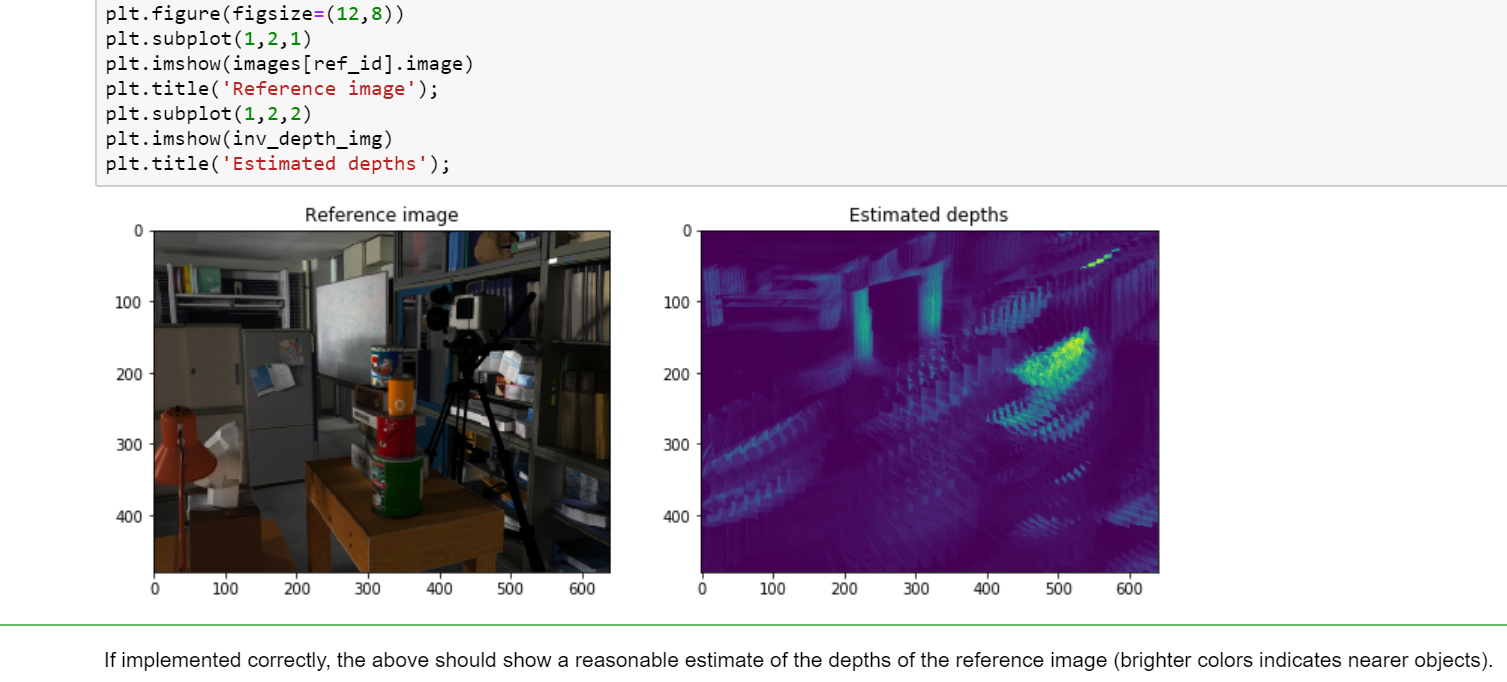 plt.figure(figsize=(12,8))
plt.subplot(1,2,1)
plt.imshow(images[ref_id].image)
plt.title('Reference image');
plt.subplot(1,2,2)
plt.imshow(inv_depth_img)
plt.title('Estimated depths');
Reference image
0
100
200
300
400
0 100 200 300 400 500 600
Estimated depths
0
100
200
300
400
0 100 200 300 400 500 600
If implemented correctly, the above should show a reasonable estimate of the depths of the reference image (brighter colors indicates nearer objects).